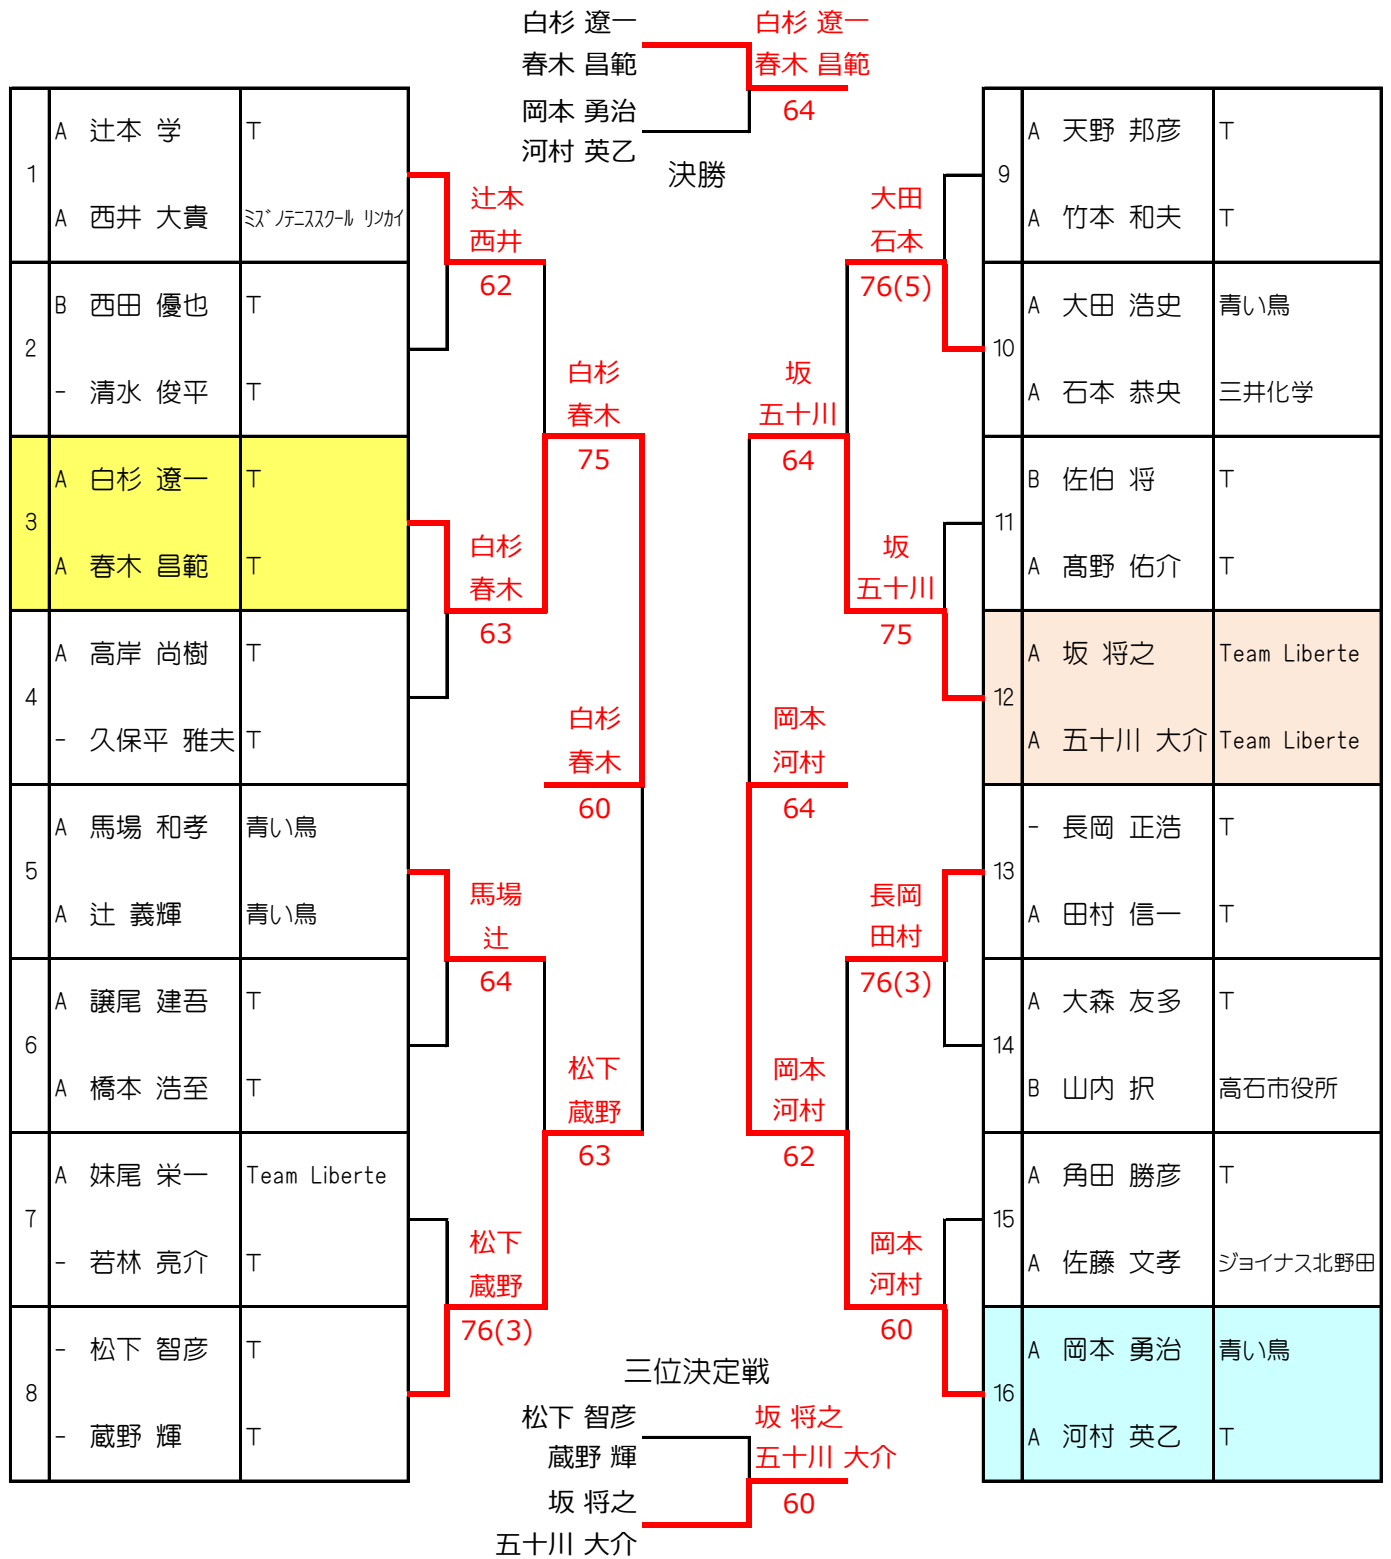 白杉 遼一
春木 昌範
岡本 勇治
河村 英乙
白杉 遼一
春木 昌範
64
決勝
1
A 辻本 学 T
A 西井 大貴 ミズノテニススクール リンカイ
2
B 西田 優也 T
- 清水 俊平 T
3
A 白杉 遼一 T
A 春木 昌範 T
4
A 高岸 尚樹 T
- 久保平 雅夫 T
5
A 馬場 和孝 青い鳥
A 辻 義輝 青い鳥
6
A 譲尾 建吾 T
A 橋本 浩至 T
7
A 妹尾 栄一 Team Liberte
- 若林 亮介 T
8
- 松下 智彦 T
- 蔵野 輝 T
辻本
西井
62
白杉
春木
63
馬場
辻
64
松下
蔵野
76(3)
白杉
春木
75
松下
蔵野
63
白杉
春木
60
坂
五十川
64
岡本
河村
64
岡本
河村
62
大田
石本
76(5)
坂
五十川
75
長岡
田村
76(3)
岡本
河村
60
9
A 天野 邦彦 T
A 竹本 和夫 T
10
A 大田 浩史 青い鳥
A 石本 恭央 三井化学
11
B 佐伯 将 T
A 髙野 佑介 T
12
A 坂 将之 Team Liberte
A 五十川 大介 Team Liberte
13
- 長岡 正浩 T
A 田村 信一 T
14
A 大森 友多 T
B 山内 択 高石市役所
15
A 角田 勝彦 T
A 佐藤 文孝 ジョイナス北野田
16
A 岡本 勇治 青い鳥
A 河村 英乙 T
三位決定戦
松下 智彦
蔵野 輝
坂 将之
五十川 大介
坂 将之
五十川 大介
60